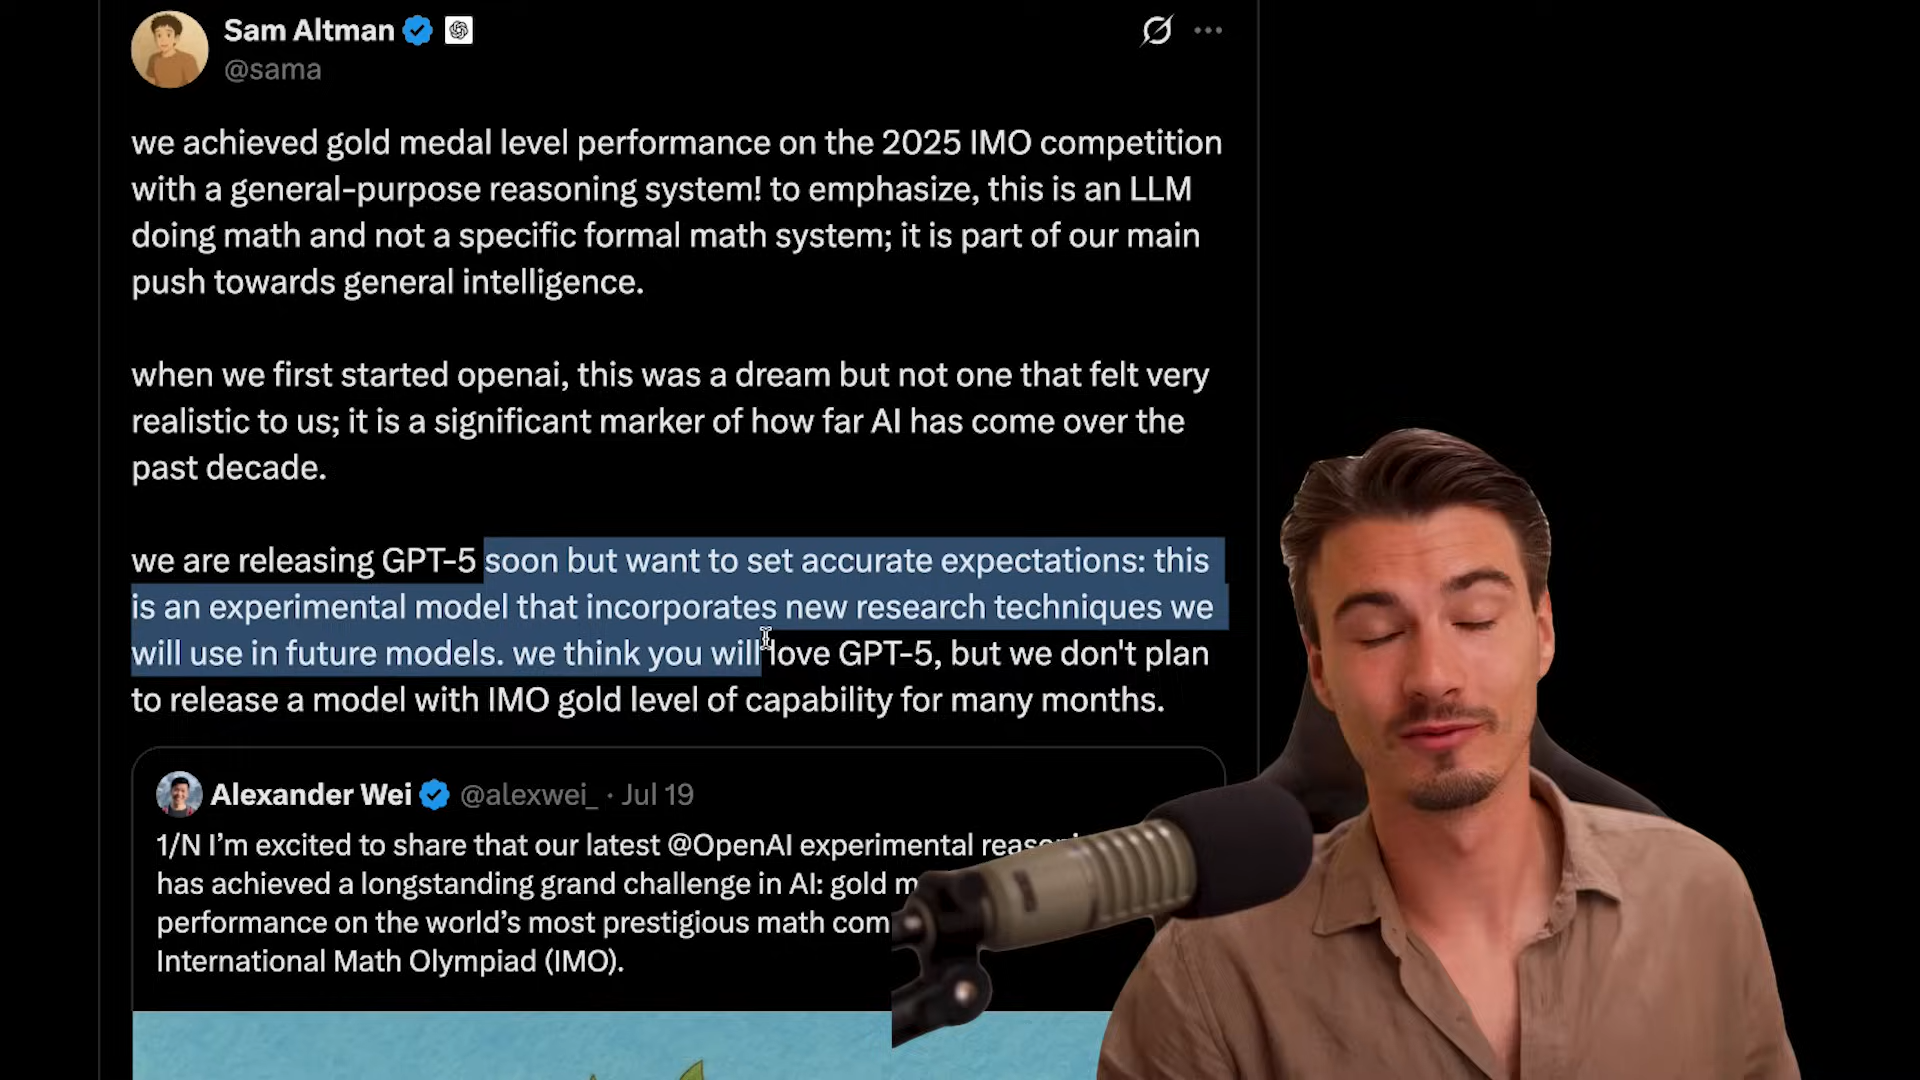 Sam Altman
@sama
we achieved gold medal level performance on the 2025 IMO competition
with a general-purpose reasoning system! to emphasize, this is an LLM
doing math and not a specific formal math system; it is part of our main
push towards general intelligence.
when we first started openai, this was a dream but not one that felt very
realistic to us; it is a significant marker of how far AI has come over the
past decade.
we are releasing GPT-5 soon but want to set accurate expectations: this
is an experimental model that incorporates new research techniques we
will use in future models. we think you will love GPT-5, but we don't plan
to release a model with IMO gold level of capability for many months.
Alexander Wei @alexwei_ · Jul 19
1/N I’m excited to share that our latest @OpenAI experimental
has achieved a longstanding grand challenge in AI: gold
performance on the world’s most prestigious math
International Math Olympiad (IMO).